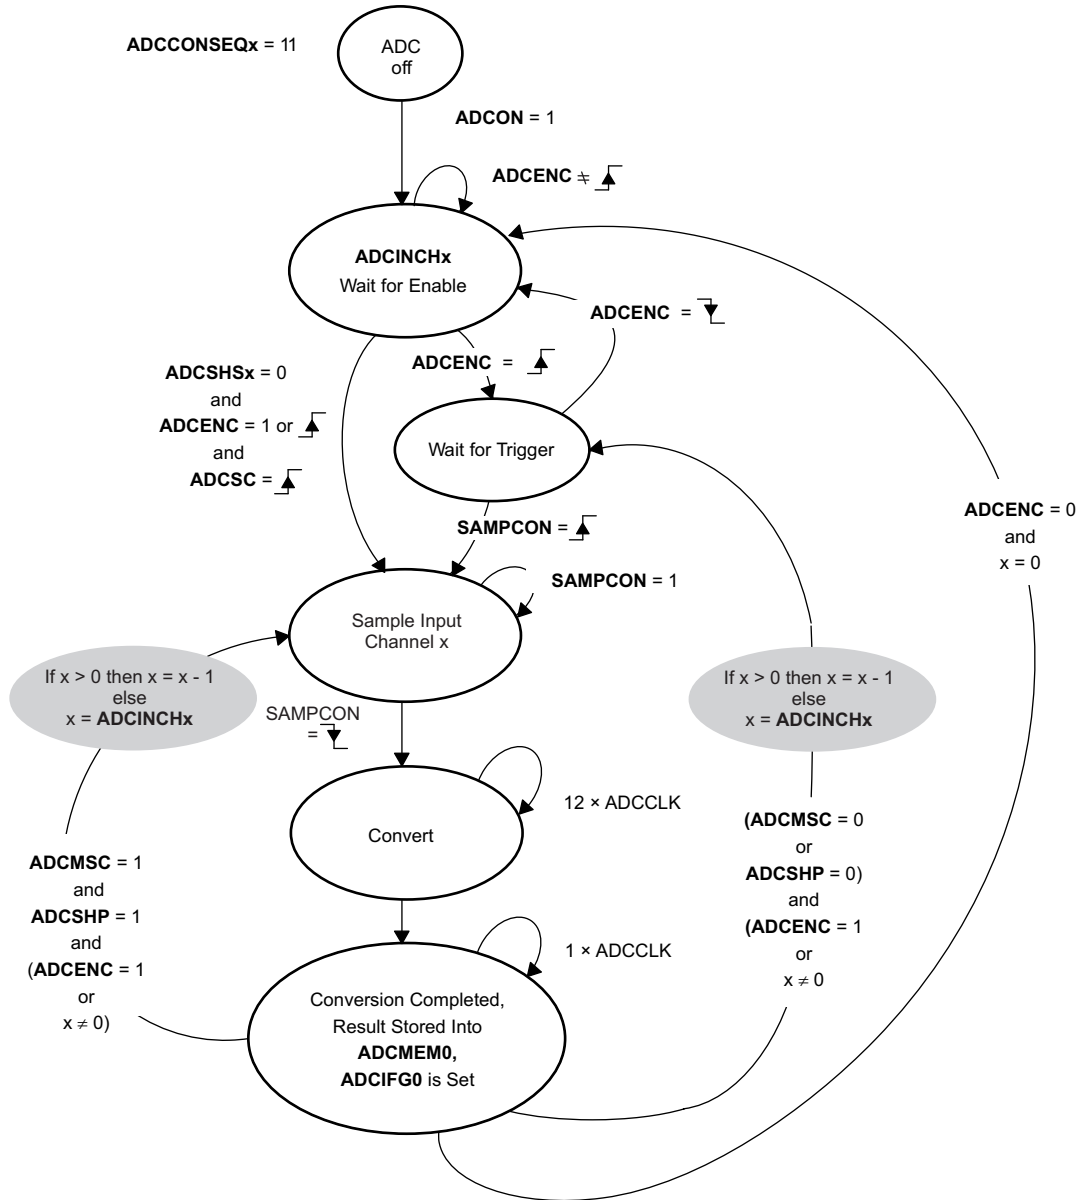 ADCCONSEQx = 11
ADC
off
ADCON = 1
ADCENC ≠
ADCINCHx
Wait for Enable
ADCENC =
ADCENC =
ADCSHSx = 0
and
ADCENC = 1 or
and
ADCSC =
Wait for Trigger
SAMPCON =
ADCENC = 0
and
x = 0
SAMPCON = 1
Sample Input
Channel x
If x > 0 then x = x - 1
else
x = ADCINCHx
If x > 0 then x = x - 1
else
x = ADCINCHx
SAMPCON
=
12 × ADCCLK
Convert
(ADCMSC = 0
or
ADCSHP = 0)
and
(ADCENC = 1
or
x ≠ 0
ADCMSC = 1
and
ADCSHP = 1
and
(ADCENC = 1
or
x ≠ 0)
1 × ADCCLK
Conversion Completed,
Result Stored Into
ADCMEM0,
ADCIFG0 is Set